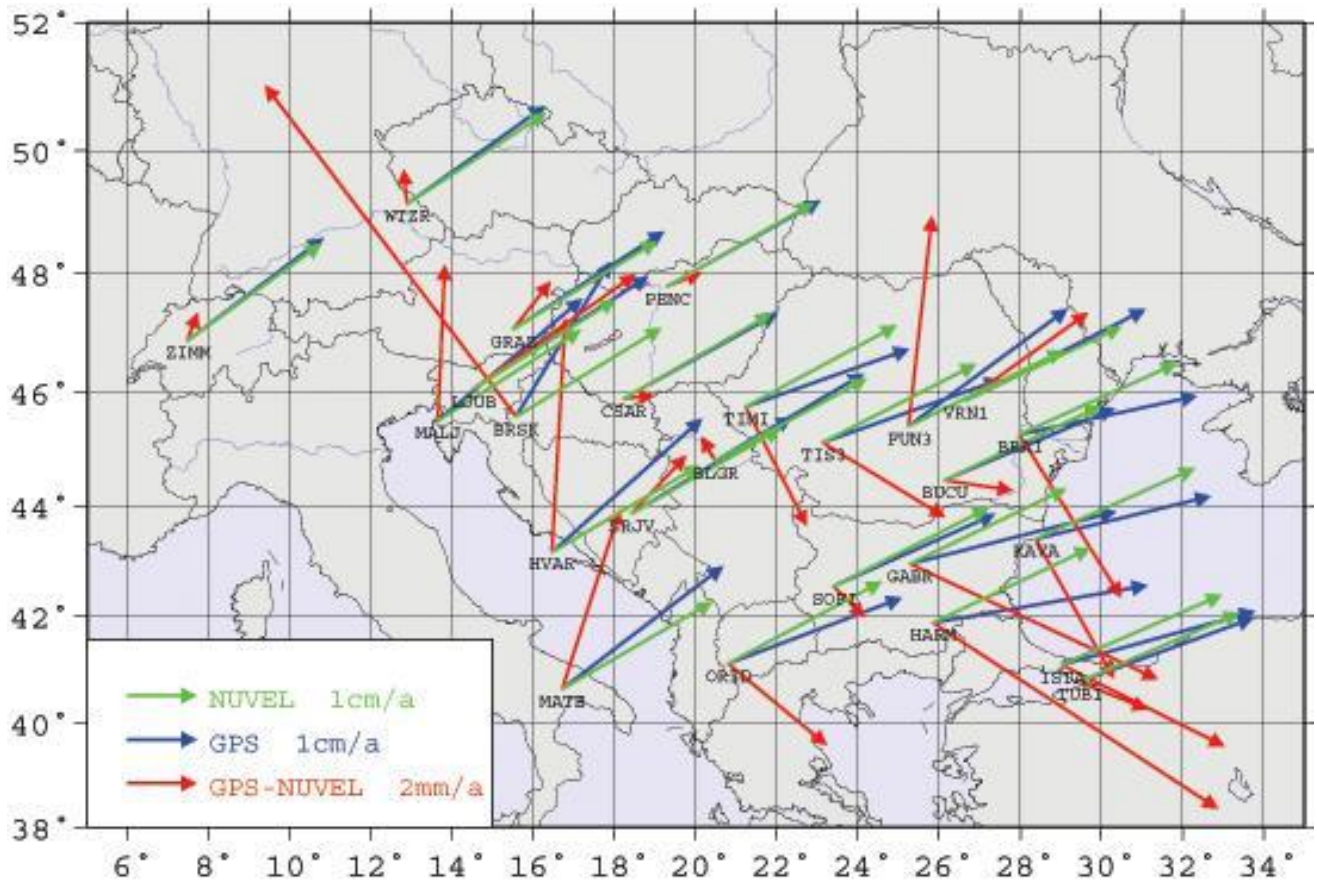 52°
50°
48°
46°
44°
42°
40°
38°
WTZR
PENC
GRAZ
ZIMM
LJUB
CSAR
MALJ
BRSK
TIMI
VRN1
FUN3
TIS3
BLGR
BUCU
SRJV
KAVA
HVAR
GABR
SOFI
HARM
ORID
ISTA
TUBI
MATE
NUVEL 1cm/a
GPS 1cm/a
GPS-NUVEL 2mm/a
6° 8° 10° 12° 14° 16° 18° 20° 22° 24° 26° 28° 30° 32° 34°